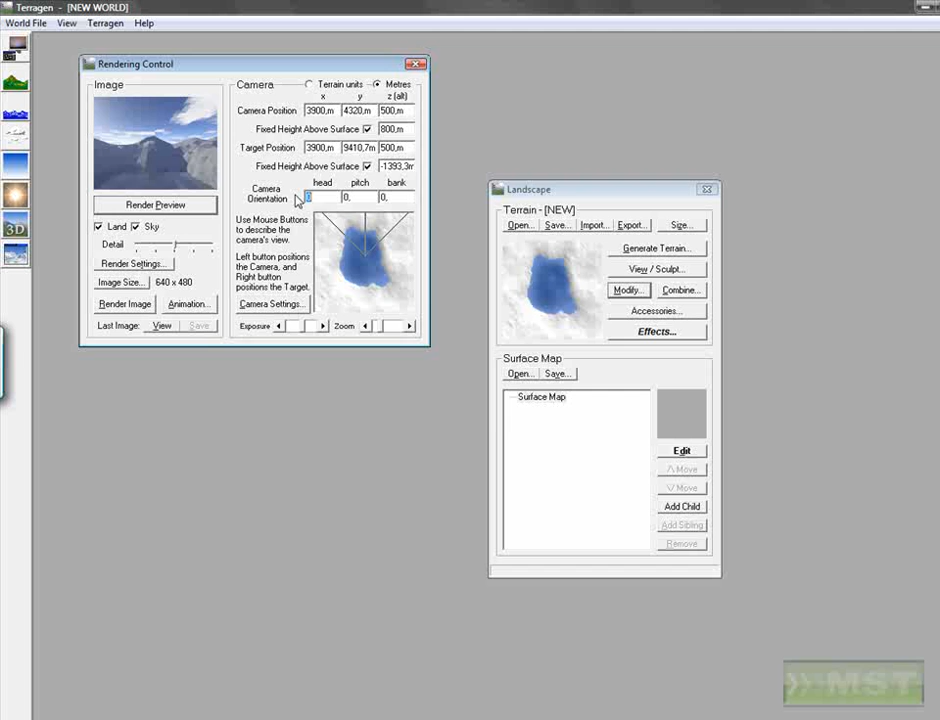 Terragen - [NEW WORLD]
World File View Terragen Help
Rendering Control
Image
Camera
Terrain units
Metres
x y z (alt)
Camera Position 3900,m 4320,m 500,m
Fixed Height Above Surface 800,m
Target Position 3900,m 9410,7m 500,m
Fixed Height Above Surface -1393,3m
Camera Orientation
head pitch bank
0 0, 0,
Render Preview
Land Sky
Detail
Render Settings...
Image Size... 640 x 480
Render Image Animation...
Last Image: View Save
Use Mouse Buttons
to describe the
camera's view.
Left button positions
the Camera, and
Right button
positions the Target.
Camera Settings...
Exposure Zoom
3D
Landscape
Terrain - [NEW]
Open... Save... Import... Export... Size...
Generate Terrain...
View / Sculpt...
Modify... Combine...
Accessories...
Effects...
Surface Map
Open... Save...
Surface Map
Edit
/\ Move
\/ Move
Add Child
Add Sibling
Remove
MST